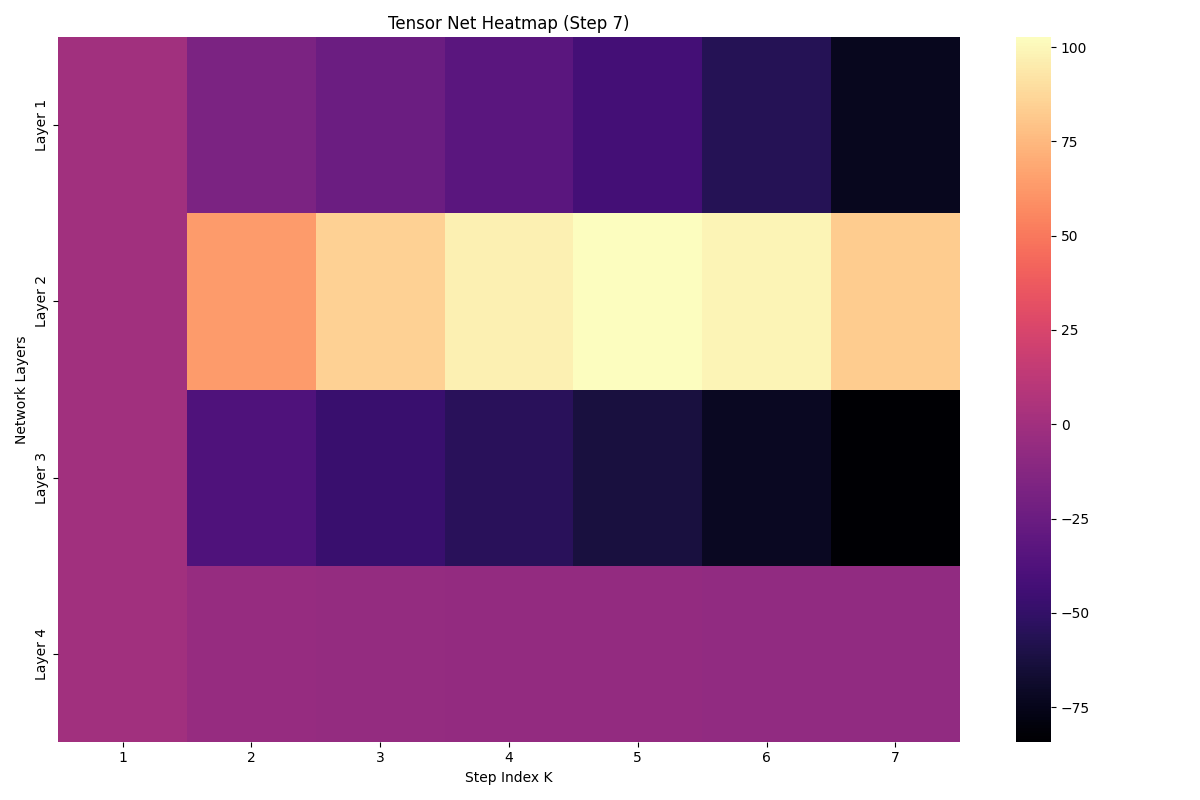 Tensor Net Heatmap (Step 7)
Network Layers
Layer 1
Layer 2
Layer 3
Layer 4
1 2 3 4 5 6 7
Step Index K
100
75
50
25
0
−25
−50
−75